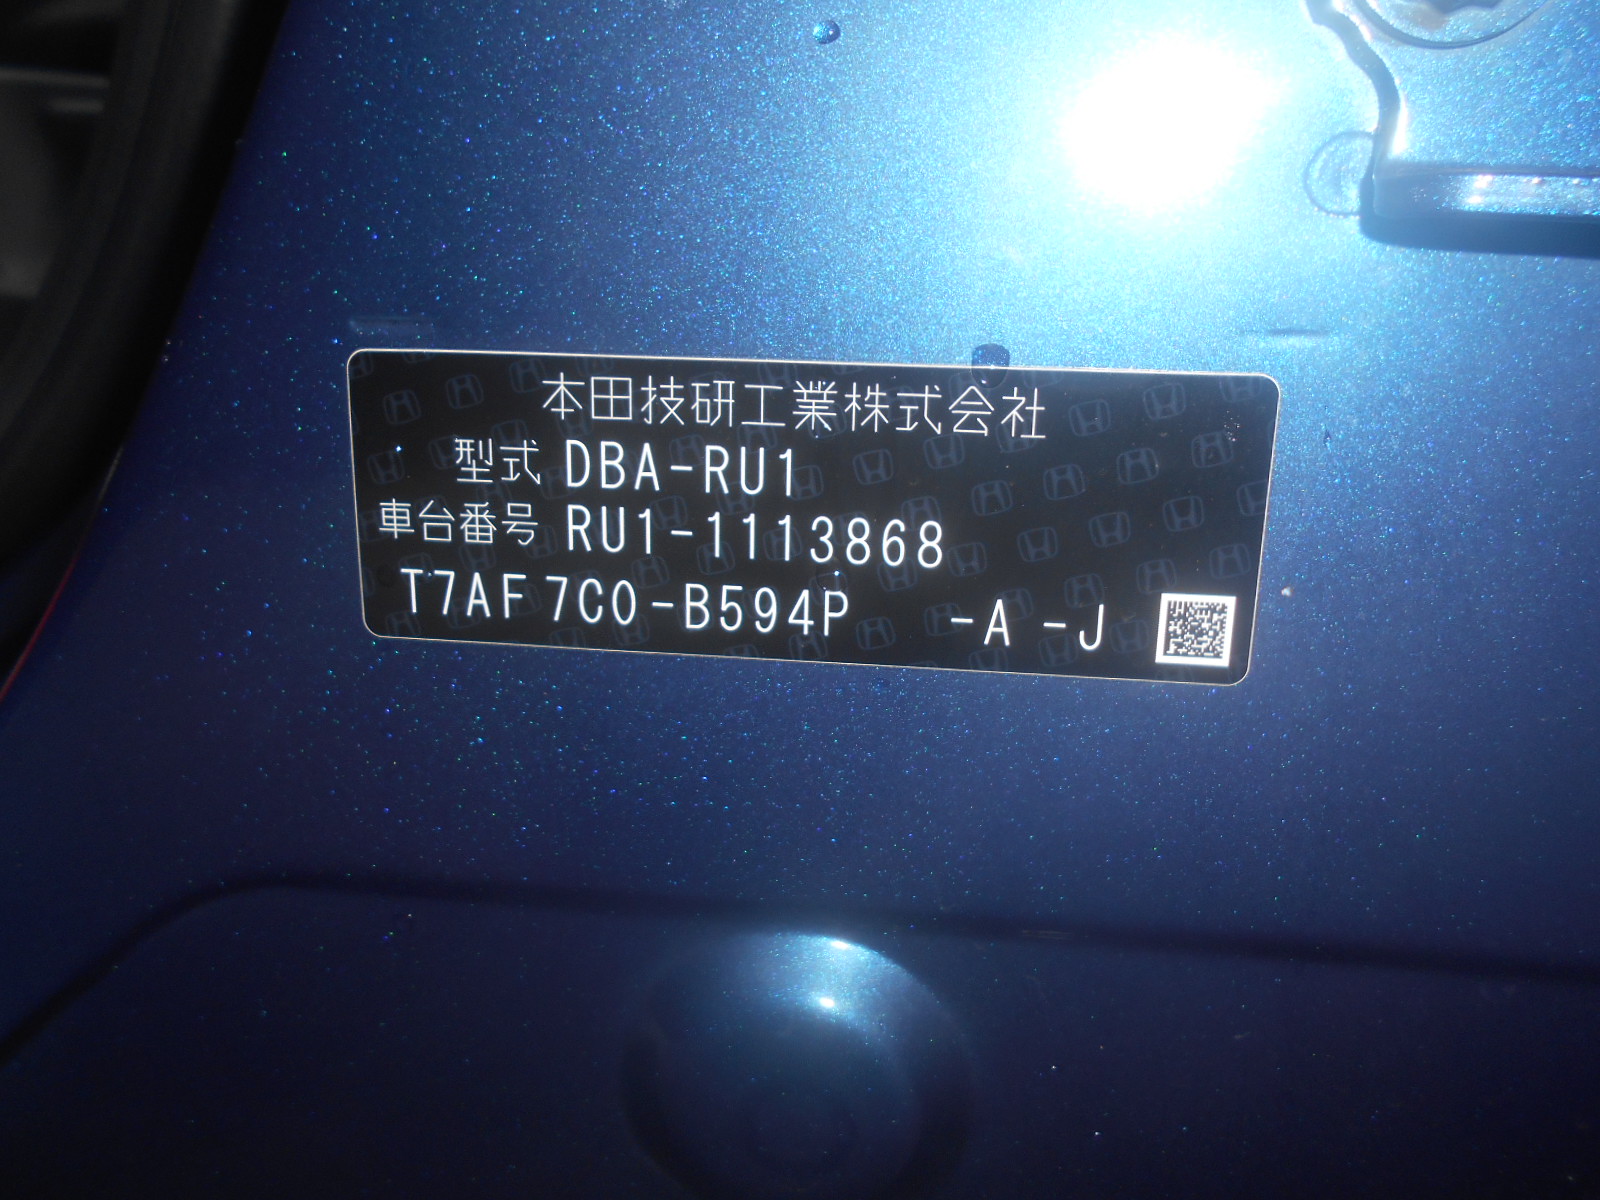 本田技研工業株式会社
型式 DBA-RU1
車台番号 RU1-1113868
T7AF7C0-B594P -A -J